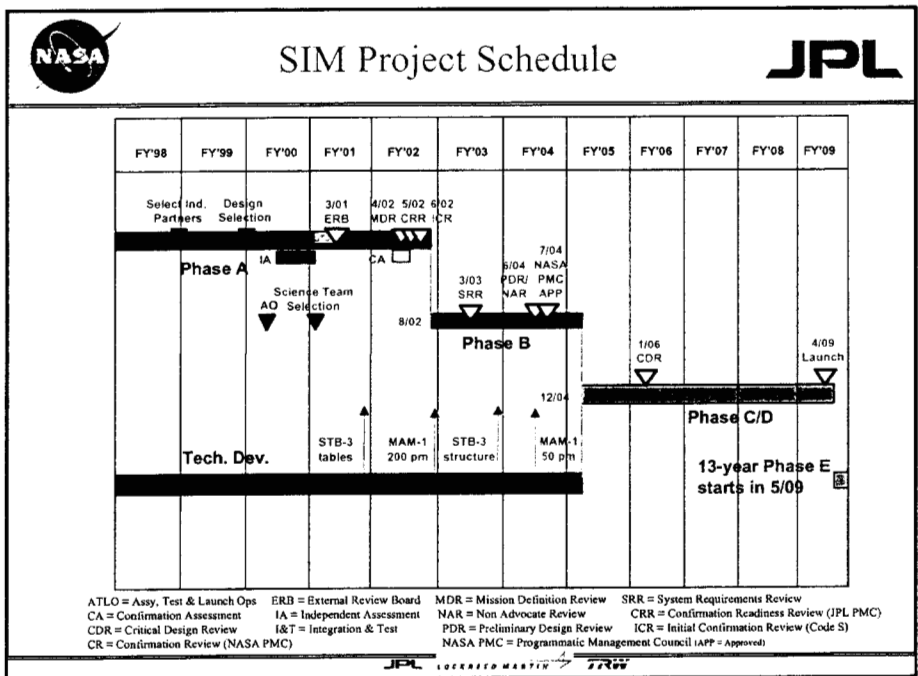 NASA
SIM Project Schedule
JPL
FY'98 FY'99 FY'00 FY'01 FY'02 FY'03 FY'04 FY'05 FY'06 FY'07 FY'08 FY'09
Select Ind. Partners
Design Selection
3/01 ERB
4/02 MDR
5/02 CRR
6/02 ICR
Phase A
IA
CA
AO
Science Team Selection
8/02
3/03 SRR
6/04 PDR/ NAR
7/04 NASA PMC APP
Phase B
12/04
1/06 CDR
4/09 Launch
Phase C/D
STB-3 tables
MAM-1 200 pm
STB-3 structure
MAM-1 50 pm
Tech. Dev.
13-year Phase E
starts in 5/09
ATLO = Assy, Test & Launch Ops ERB = External Review Board MDR = Mission Definition Review SRR = System Requirements Review
CA = Confirmation Assessment IA = Independent Assessment NAR = Non Advocate Review CRR = Confirmation Readiness Review (JPL PMC)
CDR = Critical Design Review I&T = Integration & Test PDR = Preliminary Design Review ICR = Initial Confirmation Review (Code S)
CR = Confirmation Review (NASA PMC) NASA PMC = Programmatic Management Council (APP = Approved)
JPL LOCKHEED MARTIN TRW